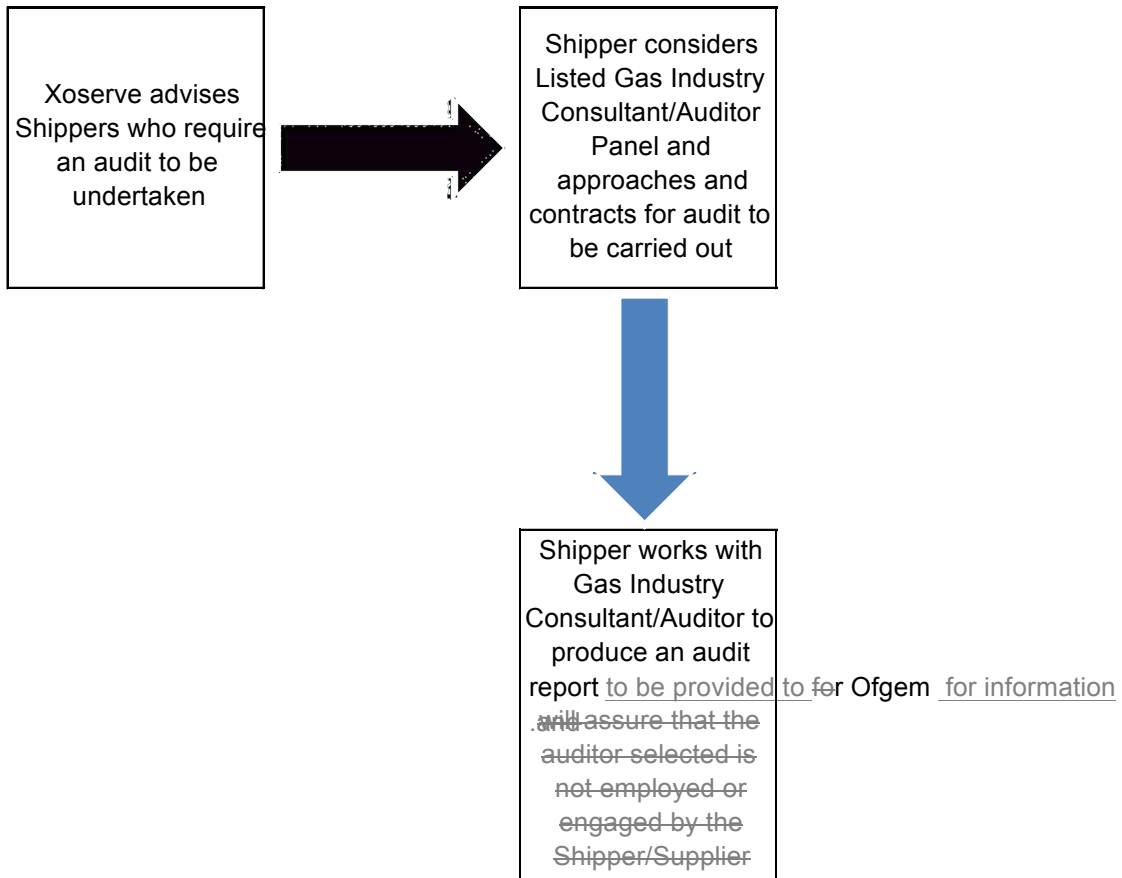 Xoserve advises
Shippers who require
an audit to be
undertaken
Shipper considers
Listed Gas Industry
Consultant/Auditor
Panel and
approaches and
contracts for audit to
be carried out
Shipper works with
Gas Industry
Consultant/Auditor to
produce an audit
report to be provided to for Ofgem for information
.and will assure that the
auditor selected is
not employed or
engaged by the
Shipper/Supplier